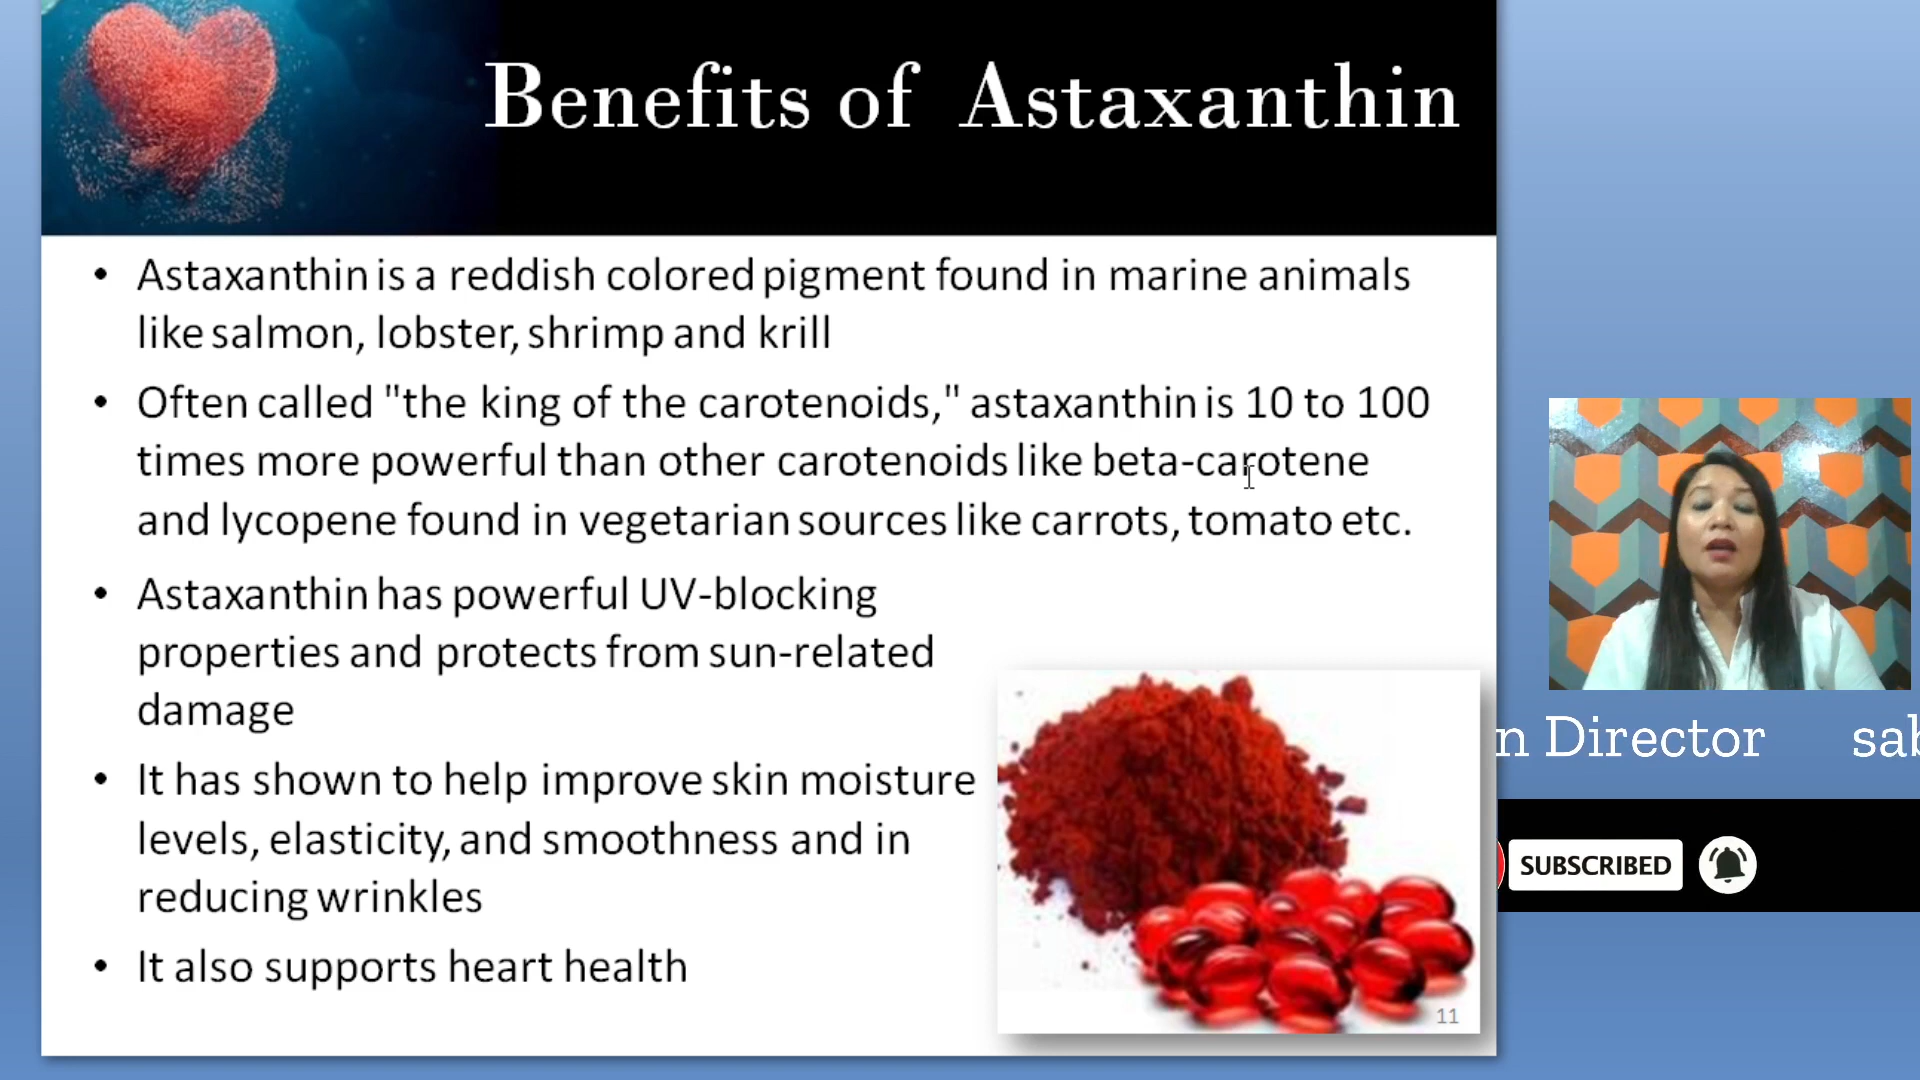 Benefits of Astaxanthin
• Astaxanthin is a reddish colored pigment found in marine animals
like salmon, lobster, shrimp and krill
• Often called "the king of the carotenoids," astaxanthin is 10 to 100
times more powerful than other carotenoids like beta-carotene
and lycopene found in vegetarian sources like carrots, tomato etc.
• Astaxanthin has powerful UV-blocking
properties and protects from sun-related
damage
• It has shown to help improve skin moisture
levels, elasticity, and smoothness and in
reducing wrinkles
• It also supports heart health
11
n Director sab
SUBSCRIBED